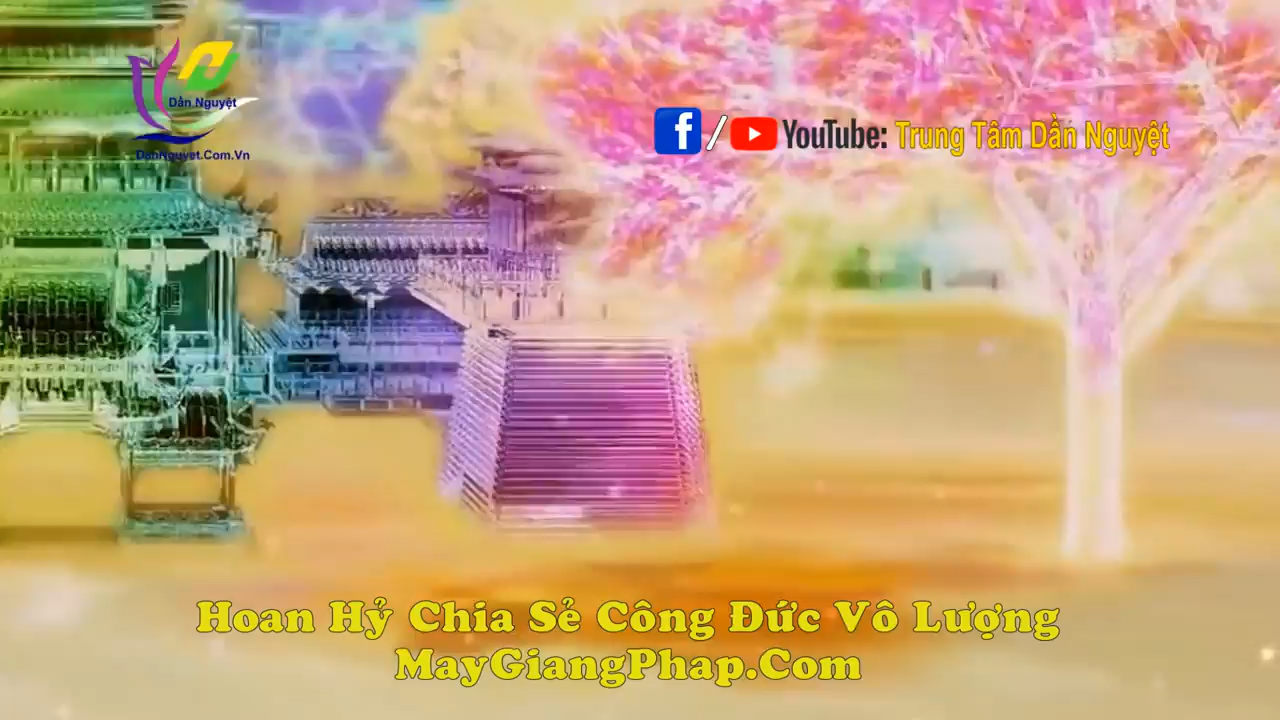 Dần Nguyệt
DanNguyet.Com.Vn
f / YouTube: Trung Tâm Dần Nguyệt
Hoan Hỷ Chia Sẻ Công Đức Vô Lượng
MayGiangPhap.Com